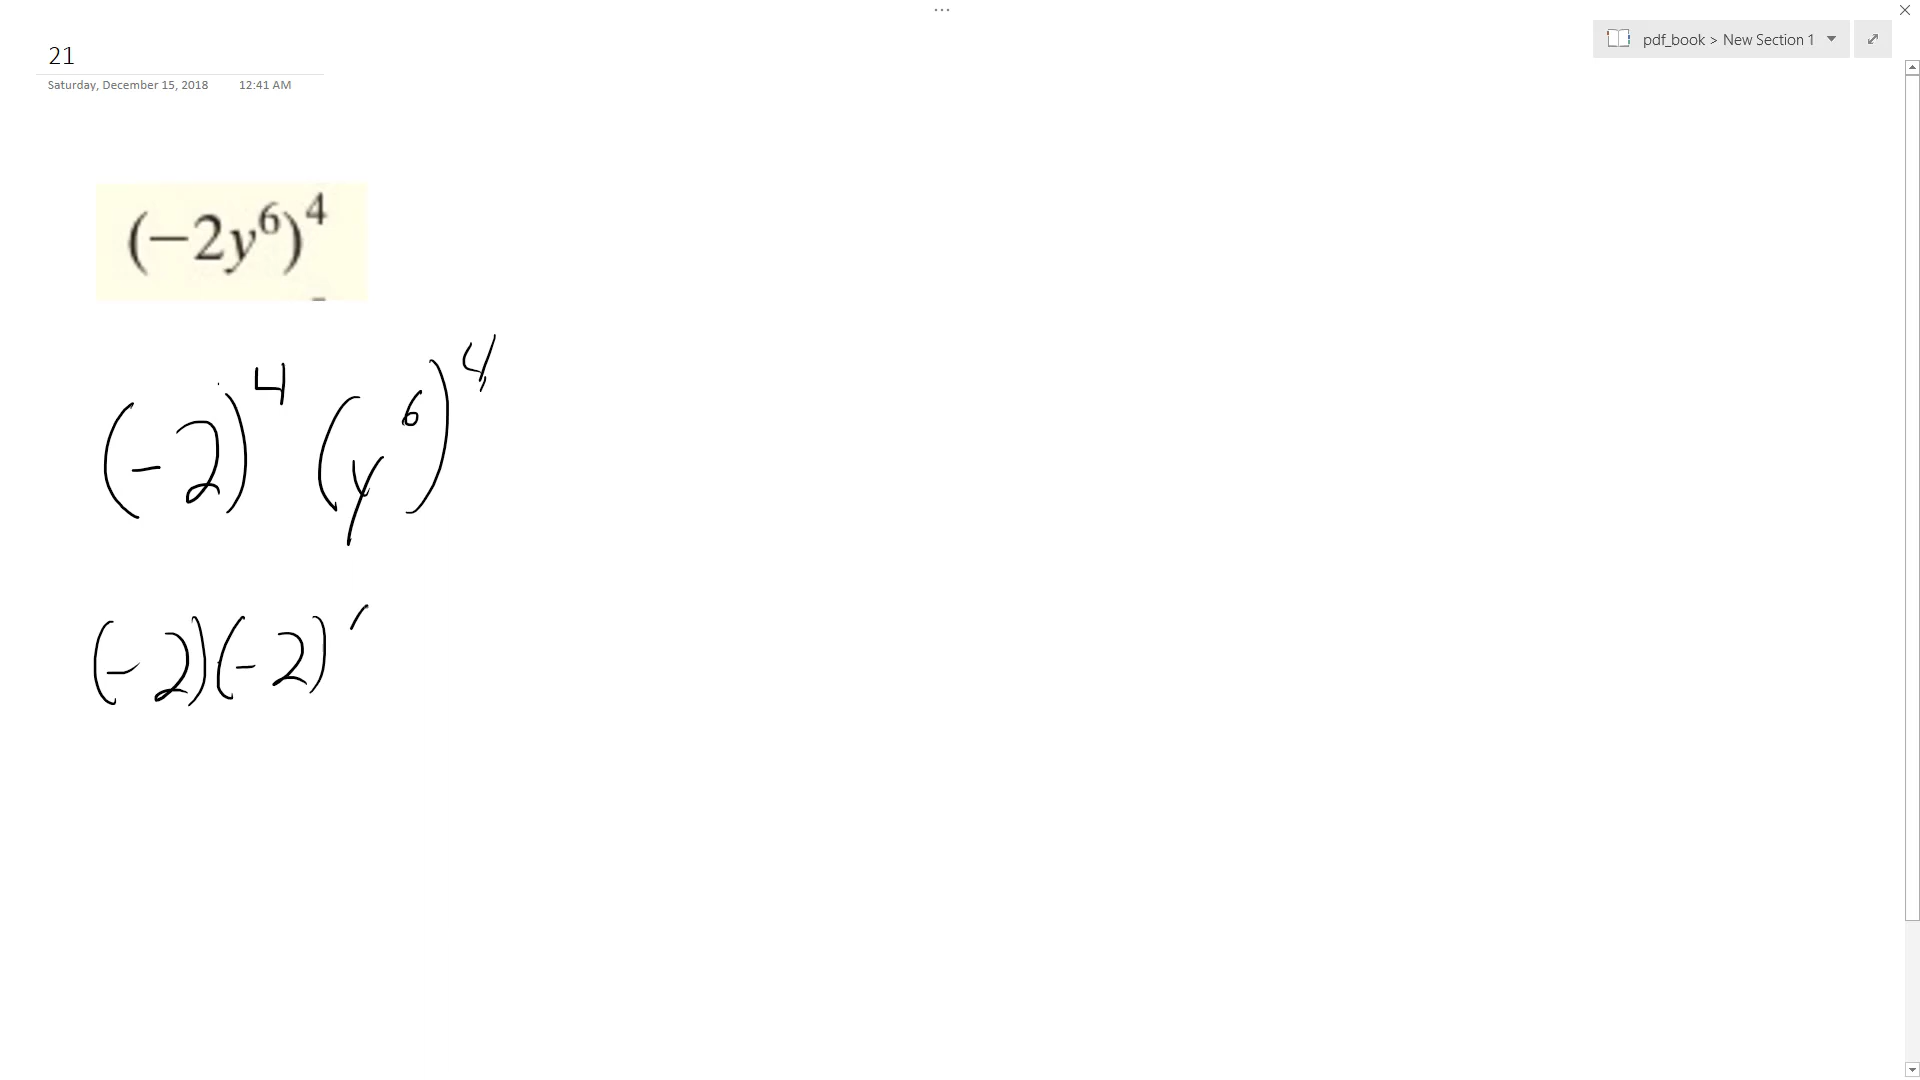 ...
pdf_book > New Section 1
21
Saturday, December 15, 2018 12:41 AM
(−2y⁶)⁴
(-2)⁴ (y⁶)⁴
(-2)(-2)(